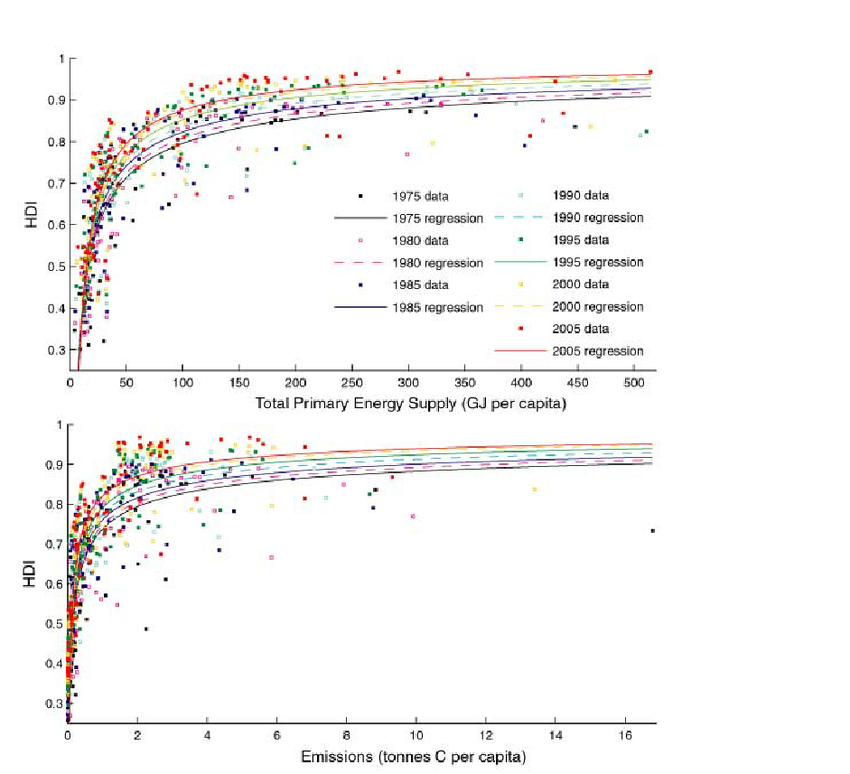 1
0.9
0.8
0.7
0.6
0.5
0.4
0.3
HDI
1975 data
1975 regression
1980 data
1980 regression
1985 data
1985 regression
1990 data
1990 regression
1995 data
1995 regression
2000 data
2000 regression
2005 data
2005 regression
0 50 100 150 200 250 300 350 400 450 500
Total Primary Energy Supply (GJ per capita)
1
0.9
0.8
0.7
0.6
0.5
0.4
0.3
HDI
0 2 4 6 8 10 12 14 16
Emissions (tonnes C per capita)